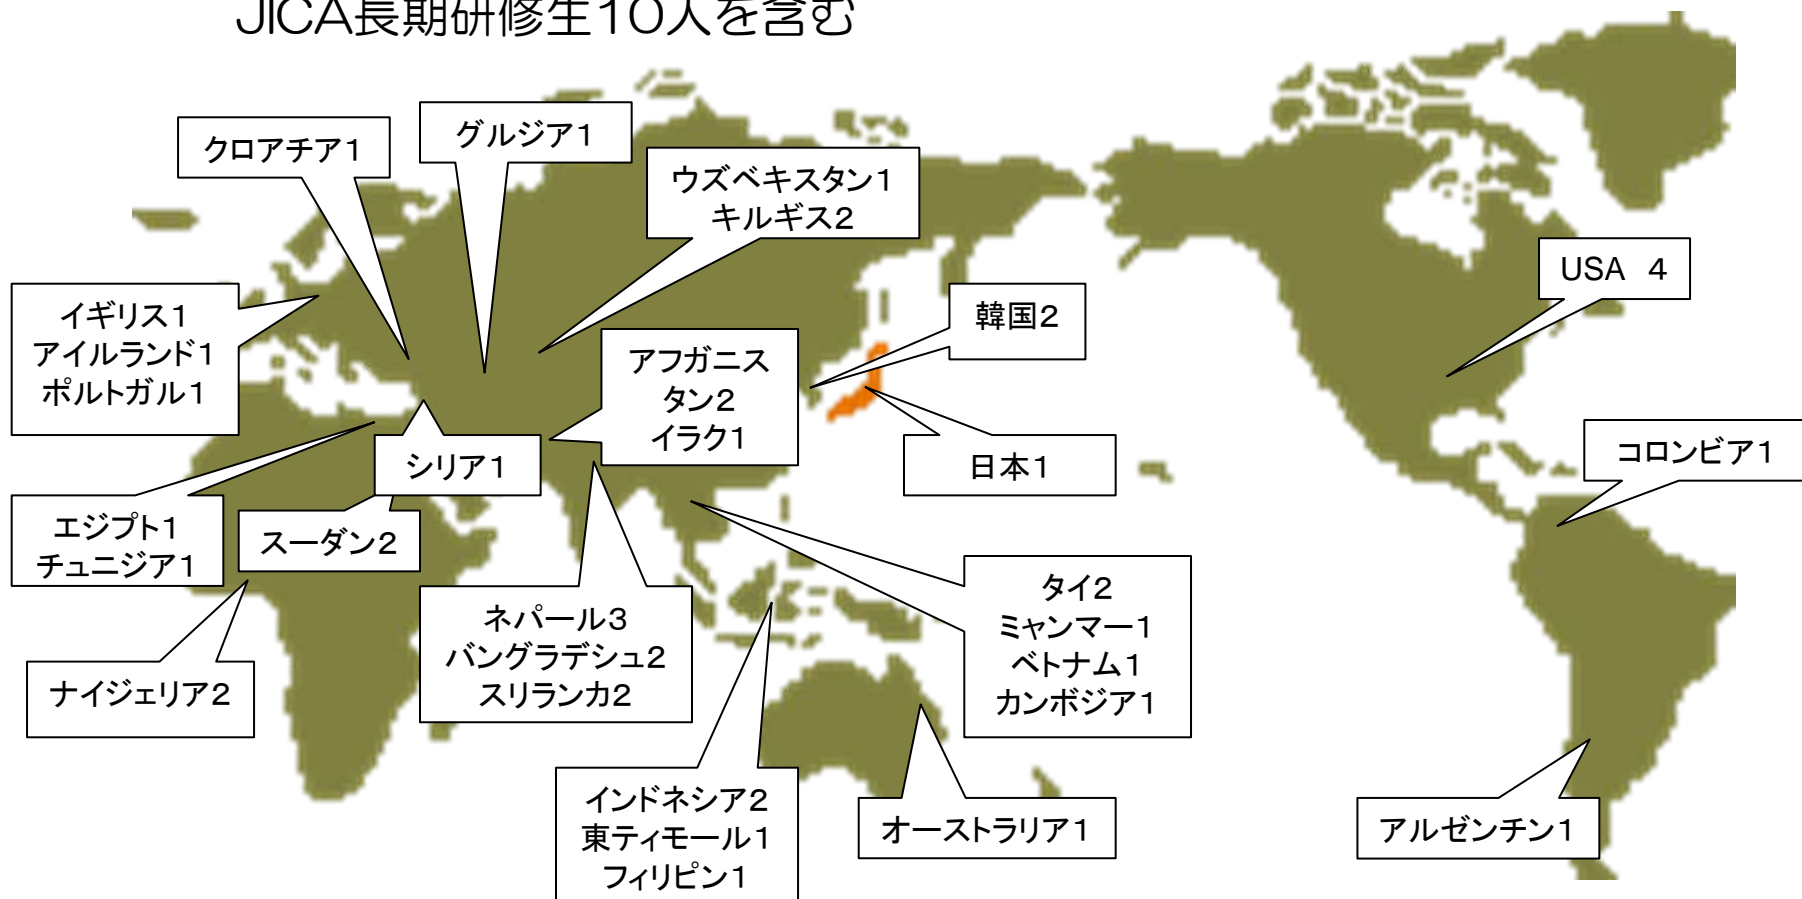 JICA長期研修生10人を含む
クロアチア1
グルジア1
ウズベキスタン1
キルギス2
イギリス1
アイルランド1
ポルトガル1
アフガニス
タン2
イラク1
韓国2
USA　4
日本1
コロンビア1
シリア1
エジプト1
チュニジア1
スーダン2
ネパール3
バングラデシュ2
スリランカ2
タイ2
ミャンマー1
ベトナム1
カンボジア1
ナイジェリア2
インドネシア2
東ティモール1
フィリピン1
オーストラリア1
アルゼンチン1